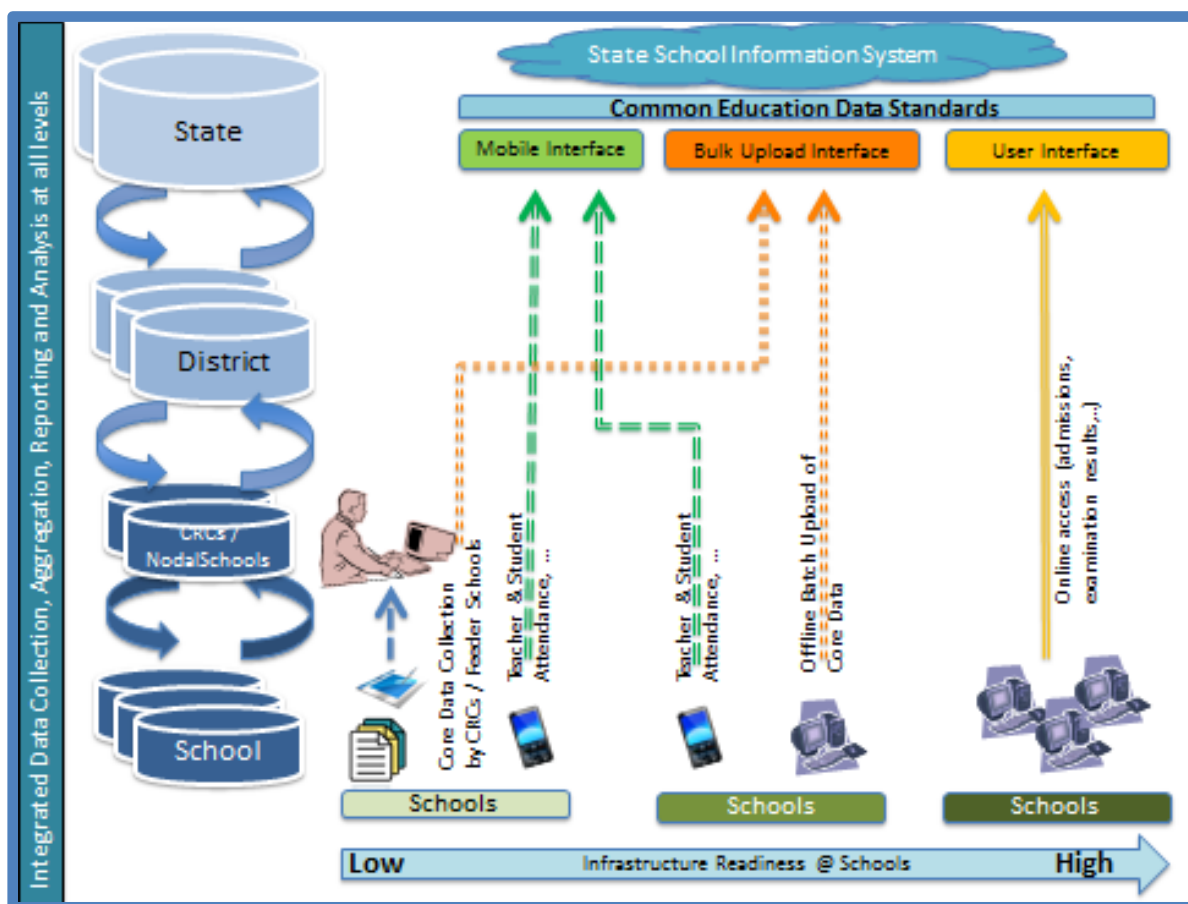 Integrated Data Collection, Aggregation, Reporting and Analysis at all levels
State
District
CRCs /
NodalSchools
School
State School Information System
Common Education Data Standards
Mobile Interface
Bulk Upload Interface
User Interface
Core Data Collection
by CRCs / Feeder Schools
Teacher & Student
Attendance, ...
Teacher & Student
Attendance, ...
Offline Batch Upload of
Core Data
Online access (admissions,
examination results,..)
Schools
Schools
Schools
Low
Infrastructure Readiness @ Schools
High